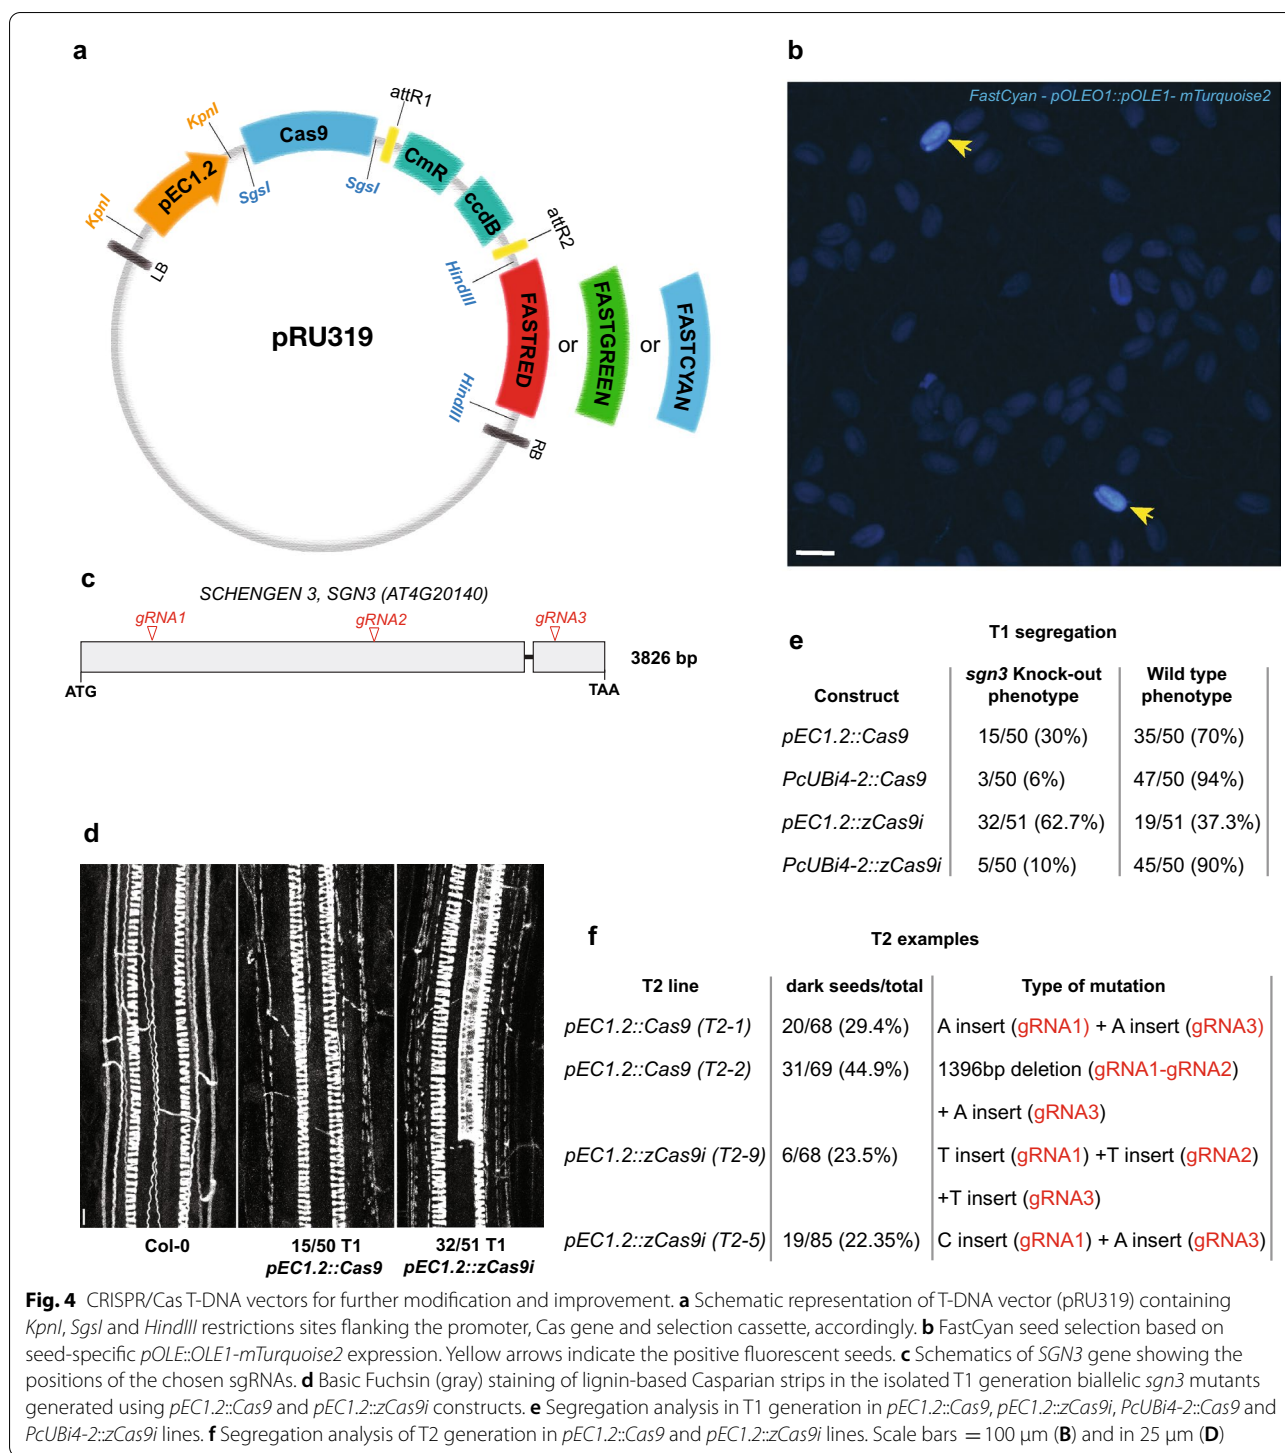 a
KpnI
KpnI
pEC1.2
SgsI
Cas9
SgsI
attR1
CmR
ccdB
attR2
HindIII
LB
pRU319
FASTRED
or
FASTGREEN
or
FASTCYAN
HindIII
RB
b
FastCyan - pOLEO1::pOLE1- mTurquoise2
c
SCHENGEN 3, SGN3 (AT4G20140)
gRNA1
gRNA2
gRNA3
3826 bp
ATG
TAA
d
Col-0
15/50 T1
pEC1.2::Cas9
32/51 T1
pEC1.2::zCas9i
e
T1 segregation
Construct
sgn3 Knock-out phenotype
Wild type phenotype
pEC1.2::Cas9 15/50 (30%) 35/50 (70%)
PcUBi4-2::Cas9 3/50 (6%) 47/50 (94%)
pEC1.2::zCas9i 32/51 (62.7%) 19/51 (37.3%)
PcUBi4-2::zCas9i 5/50 (10%) 45/50 (90%)
f
T2 examples
T2 line dark seeds/total Type of mutation
pEC1.2::Cas9 (T2-1) 20/68 (29.4%) A insert (gRNA1) + A insert (gRNA3)
pEC1.2::Cas9 (T2-2) 31/69 (44.9%) 1396bp deletion (gRNA1-gRNA2)
+ A insert (gRNA3)
pEC1.2::zCas9i (T2-9) 6/68 (23.5%) T insert (gRNA1) +T insert (gRNA2)
+T insert (gRNA3)
pEC1.2::zCas9i (T2-5) 19/85 (22.35%) C insert (gRNA1) + A insert (gRNA3)
Fig. 4 CRISPR/Cas T-DNA vectors for further modification and improvement. a Schematic representation of T-DNA vector (pRU319) containing
KpnI, SgsI and HindIII restrictions sites flanking the promoter, Cas gene and selection cassette, accordingly. b FastCyan seed selection based on
seed-specific pOLE::OLE1-mTurquoise2 expression. Yellow arrows indicate the positive fluorescent seeds. c Schematics of SGN3 gene showing the
positions of the chosen sgRNAs. d Basic Fuchsin (gray) staining of lignin-based Casparian strips in the isolated T1 generation biallelic sgn3 mutants
generated using pEC1.2::Cas9 and pEC1.2::zCas9i constructs. e Segregation analysis in T1 generation in pEC1.2::Cas9, pEC1.2::zCas9i, PcUBi4-2::Cas9 and
PcUBi4-2::zCas9i lines. f Segregation analysis of T2 generation in pEC1.2::Cas9 and pEC1.2::zCas9i lines. Scale bars = 100 µm (B) and in 25 µm (D)